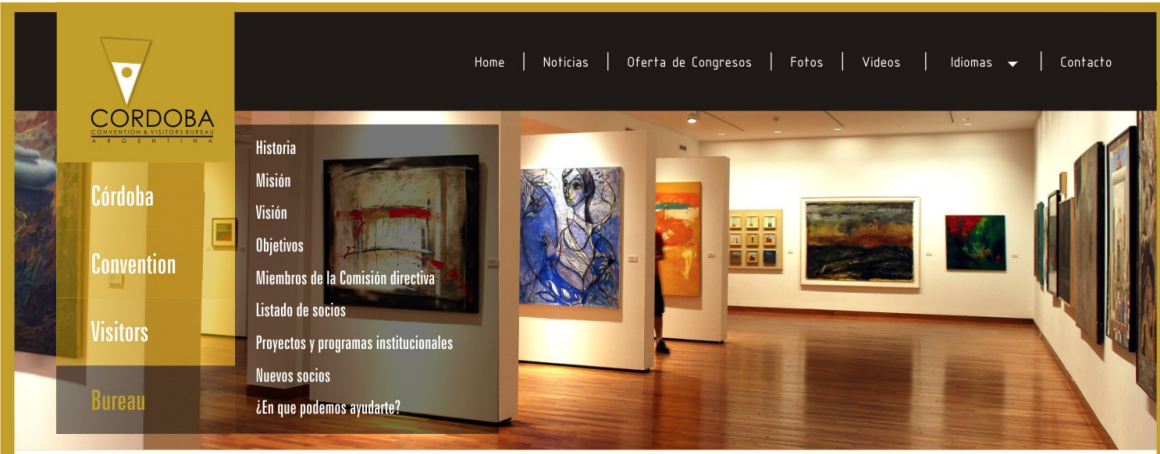 Home | Noticias | Oferta de Congresos | Fotos | Videos | Idiomas | Contacto
CORDOBA
CONVENTION & VISITORS BUREAU
ARGENTINA
Córdoba
Convention
Visitors
Bureau
Historia
Misión
Visión
Objetivos
Miembros de la Comisión directiva
Listado de socios
Proyectos y programas institucionales
Nuevos socios
¿En que podemos ayudarte?